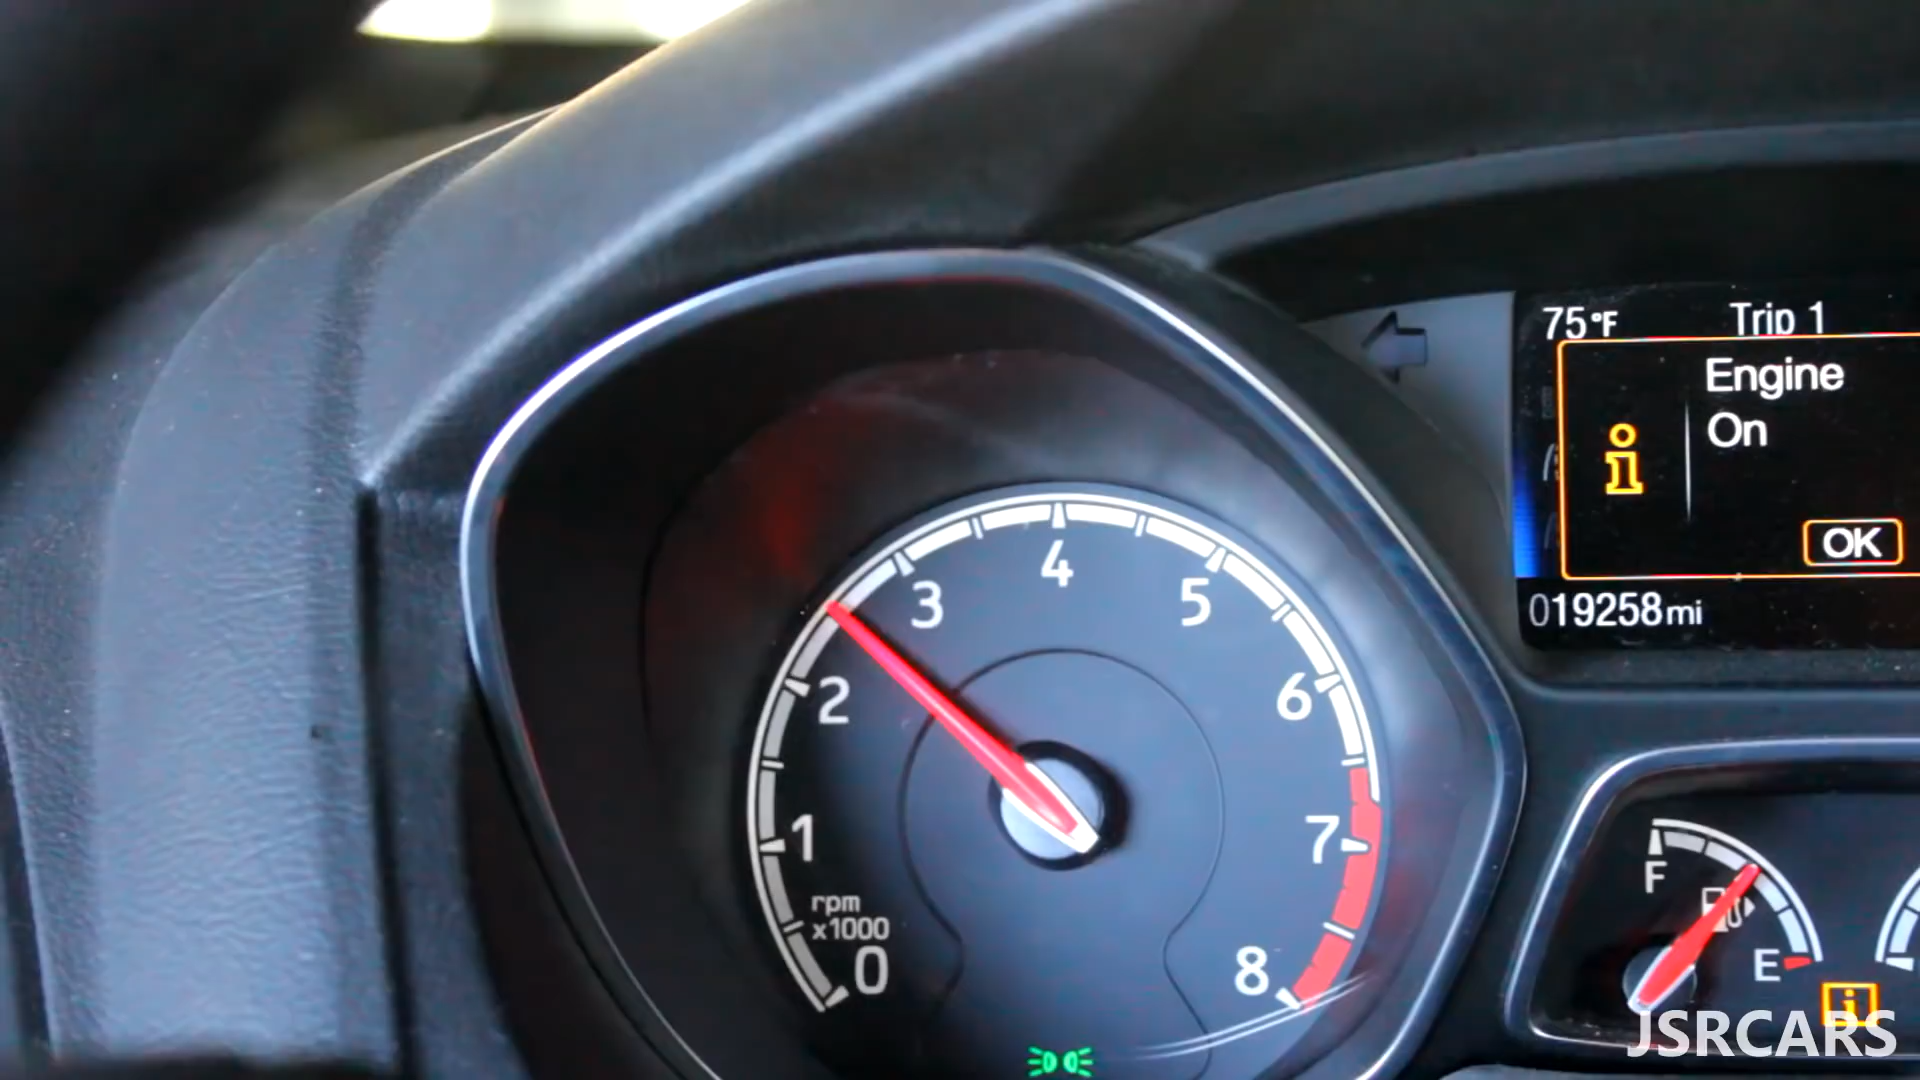 75°F Trip 1
Engine
On
OK
019258mi
4
3
5
2
6
1
7
rpm
x1000
0
8
F
E
JSRCARS